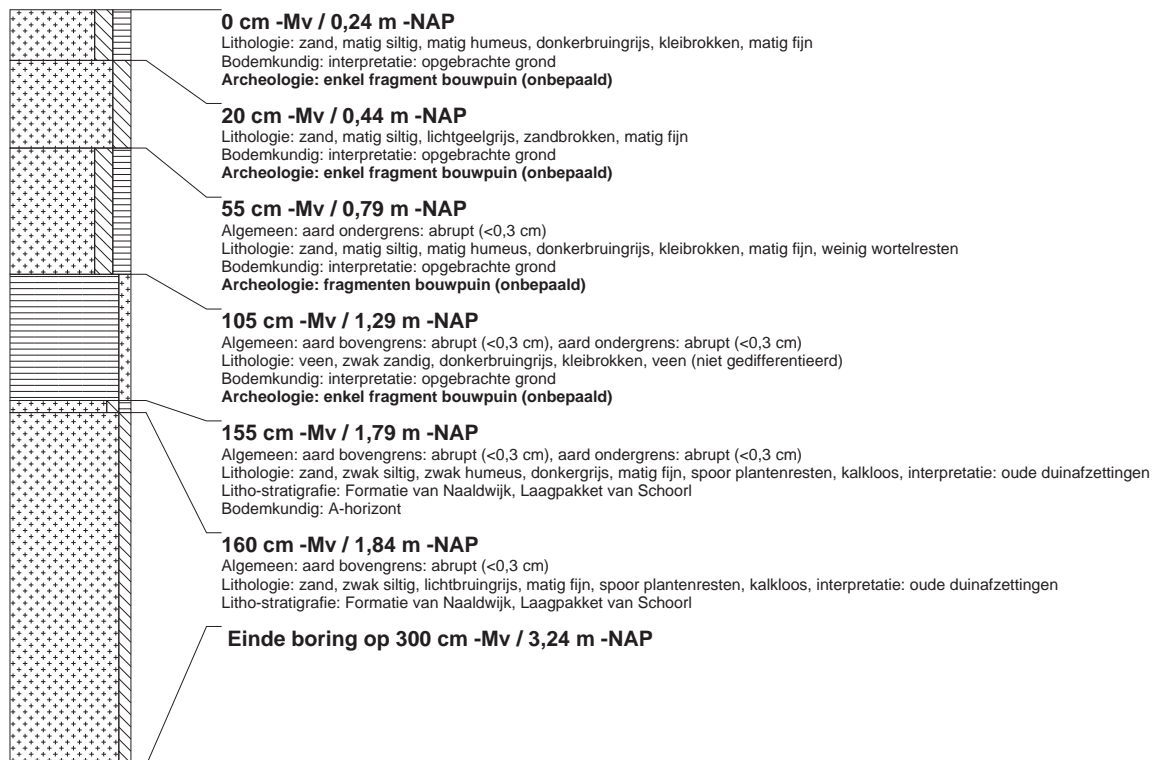 0 cm -Mv / 0,24 m -NAP
Lithologie: zand, matig siltig, matig humeus, donkerbruingrijs, kleibrokken, matig fijn
Bodemkundig: interpretatie: opgebrachte grond
Archeologie: enkel fragment bouwpuin (onbepaald)
20 cm -Mv / 0,44 m -NAP
Lithologie: zand, matig siltig, lichtgeelgrijs, zandbrokken, matig fijn
Bodemkundig: interpretatie: opgebrachte grond
Archeologie: enkel fragment bouwpuin (onbepaald)
55 cm -Mv / 0,79 m -NAP
Algemeen: aard ondergrens: abrupt (<0,3 cm)
Lithologie: zand, matig siltig, matig humeus, donkerbruingrijs, kleibrokken, matig fijn, weinig wortelresten
Bodemkundig: interpretatie: opgebrachte grond
Archeologie: fragmenten bouwpuin (onbepaald)
105 cm -Mv / 1,29 m -NAP
Algemeen: aard bovengrens: abrupt (<0,3 cm), aard ondergrens: abrupt (<0,3 cm)
Lithologie: veen, zwak zandig, donkerbruingrijs, kleibrokken, veen (niet gedifferentieerd)
Bodemkundig: interpretatie: opgebrachte grond
Archeologie: enkel fragment bouwpuin (onbepaald)
155 cm -Mv / 1,79 m -NAP
Algemeen: aard bovengrens: abrupt (<0,3 cm), aard ondergrens: abrupt (<0,3 cm)
Lithologie: zand, zwak siltig, zwak humeus, donkergrijs, matig fijn, spoor plantenresten, kalkloos, interpretatie: oude duinafzettingen
Litho-stratigrafie: Formatie van Naaldwijk, Laagpakket van Schoorl
Bodemkundig: A-horizont
160 cm -Mv / 1,84 m -NAP
Algemeen: aard bovengrens: abrupt (<0,3 cm)
Lithologie: zand, zwak siltig, lichtbruingrijs, matig fijn, spoor plantenresten, kalkloos, interpretatie: oude duinafzettingen
Litho-stratigrafie: Formatie van Naaldwijk, Laagpakket van Schoorl
Einde boring op 300 cm -Mv / 3,24 m -NAP